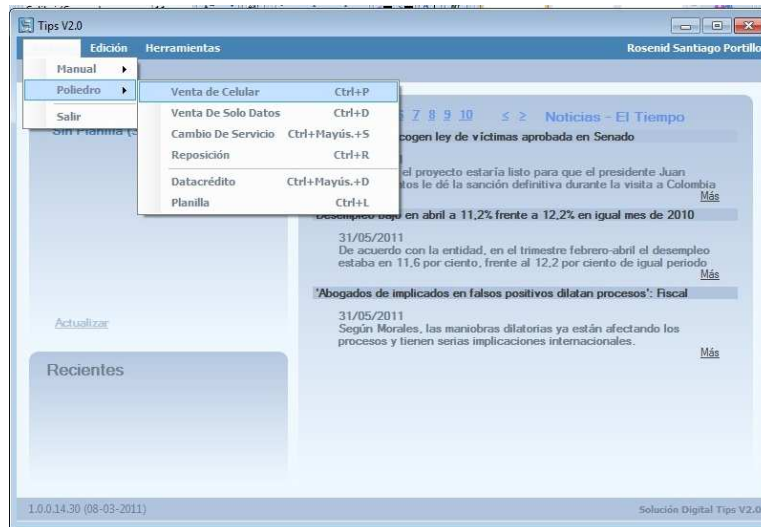 Tips V2.0
Edición Herramientas Rosenid Santiago Portillo
Manual
Poliedro
Salir
Venta de Celular Ctrl+P
Venta De Solo Datos Ctrl+D
Cambio De Servicio Ctrl+Mayús.+S
Reposición Ctrl+R
Datacrédito Ctrl+Mayús.+D
Planilla Ctrl+L
Sin Planilla
Actualizar
Recientes
7 8 9 10 ≤ ≥ Noticias - El Tiempo
cogen ley de víctimas aprobada en Senado
el proyecto estaría listo para que el presidente Juan
tos le dé la sanción definitiva durante la visita a Colombia
Más
Desempleo bajó en abril a 11,2% frente a 12,2% en igual mes de 2010
31/05/2011
De acuerdo con la entidad, en el trimestre febrero-abril el desempleo
estaba en 11,6 por ciento, frente al 12,2 por ciento de igual periodo
Más
'Abogados de implicados en falsos positivos dilatan procesos': Fiscal
31/05/2011
Según Morales, las maniobras dilatorias ya están afectando los
procesos y tienen serias implicaciones internacionales.
Más
1.0.0.14.30 (08-03-2011) Solución Digital Tips V2.0